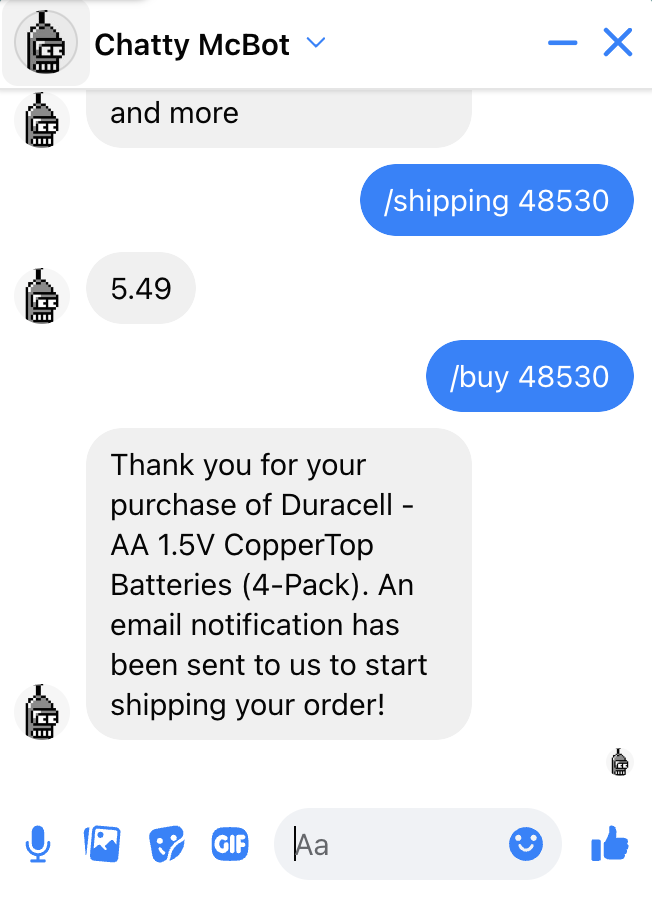 Chatty McBot
and more
/shipping 48530
5.49
/buy 48530
Thank you for your
purchase of Duracell -
AA 1.5V CopperTop
Batteries (4-Pack). An
email notification has
been sent to us to start
shipping your order!
GIF
Aa